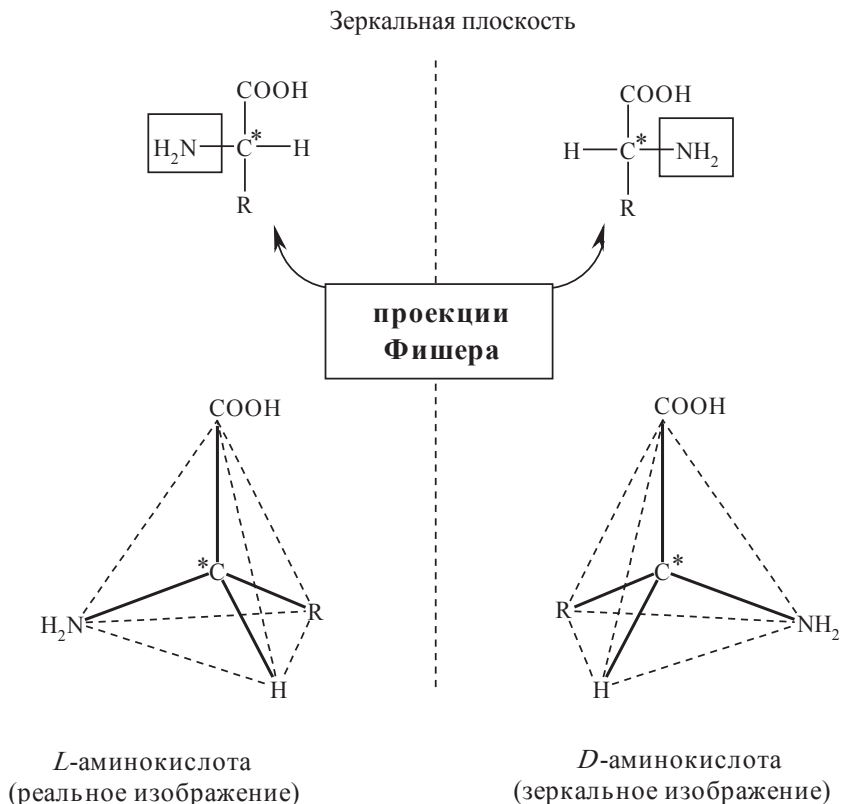 Зеркальная плоскость
COOH
H₂N C* H
R
COOH
H C* NH₂
R
проекции
Фишера
COOH
*C
H₂N
R
H
COOH
C*
R
NH₂
H
L-аминокислота
(реальное изображение)
D-аминокислота
(зеркальное изображение)